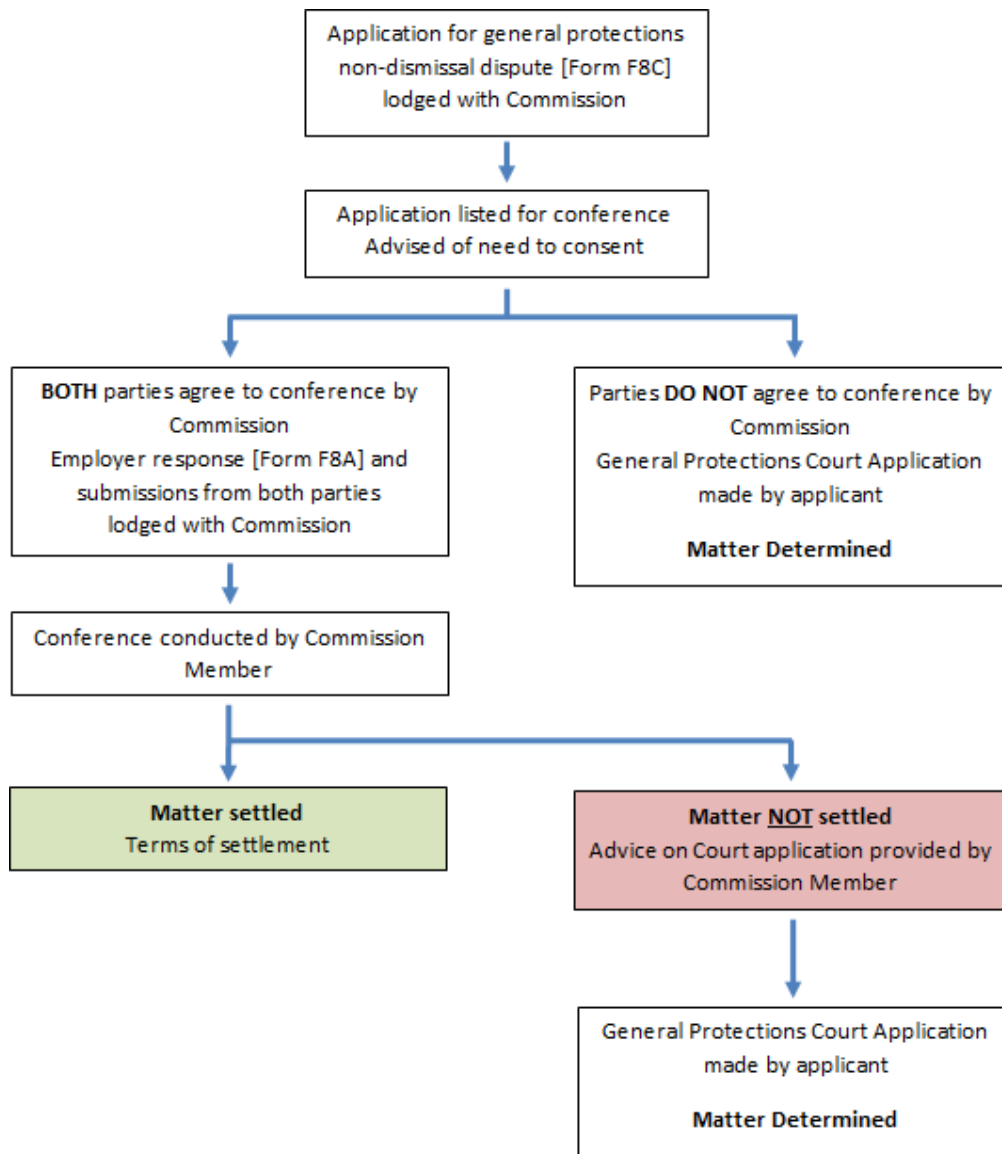 Application for general protections
non-dismissal dispute [Form F8C]
lodged with Commission
Application listed for conference
Advised of need to consent
BOTH parties agree to conference by
Commission
Employer response [Form F8A] and
submissions from both parties
lodged with Commission
Parties DO NOT agree to conference by
Commission
General Protections Court Application
made by applicant
Matter Determined
Conference conducted by Commission
Member
Matter settled
Terms of settlement
Matter NOT settled
Advice on Court application provided by
Commission Member
General Protections Court Application
made by applicant
Matter Determined